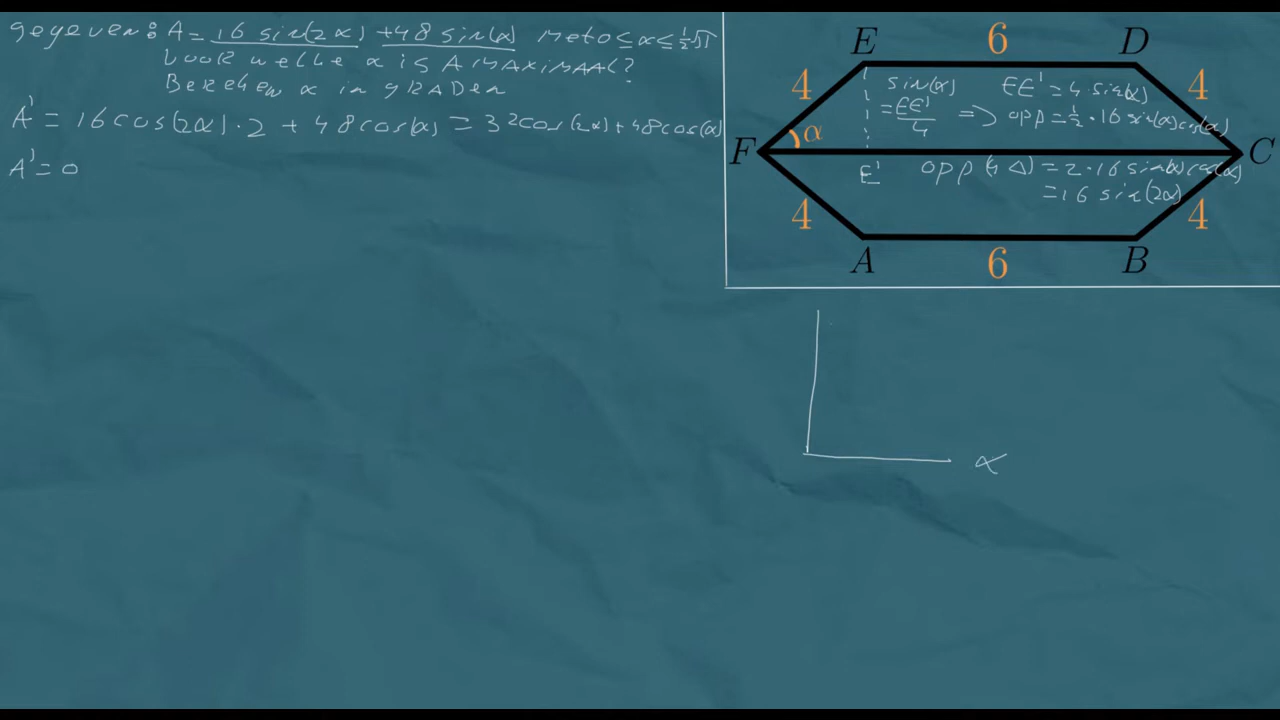 gegeven: A = 16 sin(2α) + 48 sin(α) met 0 ≤ α ≤ ½π
Voor welke α is A MAXIMAAL?
Bereken α in GRADEN
A' = 16 cos(2α) · 2 + 48 cos(α) = 32 cos(2α) + 48 cos(α)
A' = 0
E 6 D
4 sin(α) EE' = 4 · sin(α) 4
= EE'/4 => opp = ½ · 16 sin(α) cos(α)
F α C
E' opp (4 Δ) = 2 · 16 sin(α) cos(α)
= 16 sin(2α)
4 4
A 6 B
α